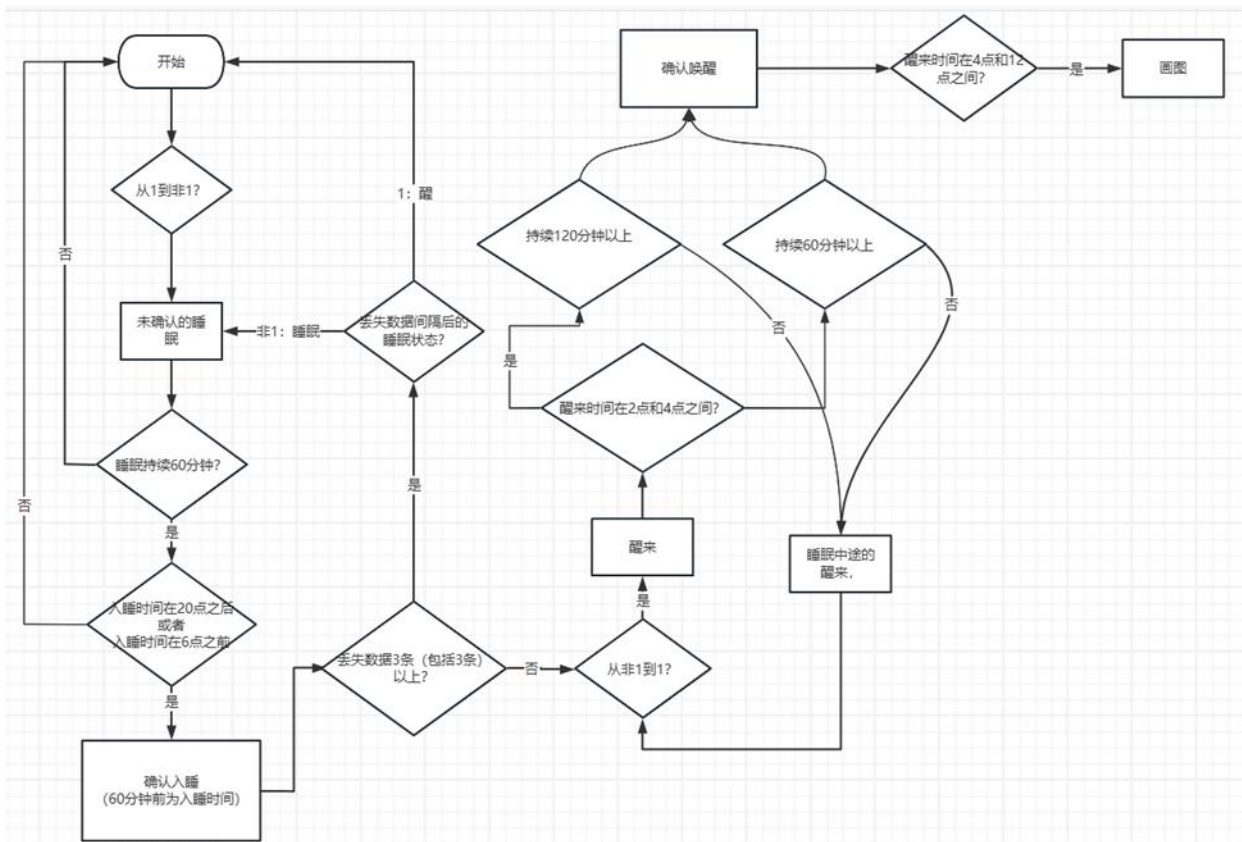 开始
从1到非1?
未确认的睡
眠
睡眠持续60分钟?
是
否
入睡时间在20点之后
或者
入睡时间在6点之前
否
是
确认入睡
（60分钟前为入睡时间）
丢失数据3条（包括3条）
以上?
是
丢失数据间隔后的
睡眠状态?
非1：睡眠
1：醒
否
从非1到1?
是
醒来
醒来时间在2点和4点之间?
是
持续120分钟以上
否
持续60分钟以上
否
睡眠中途的
醒来，
确认唤醒
醒来时间在4点和12
点之间?
是
画图